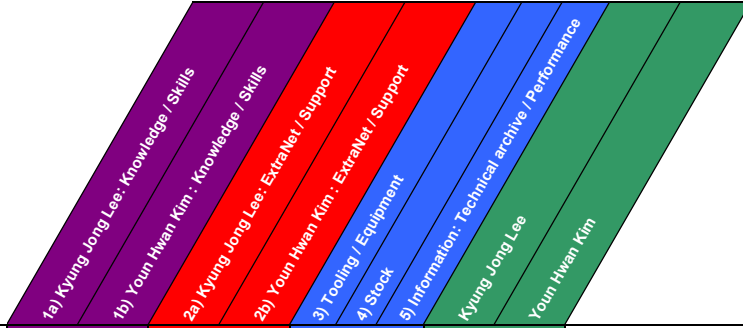 1a) Kyung Jong Lee: Knowledge / Skills
1b) Youn Hwan Kim : Knowledge / Skills
2a) Kyung Jong Lee: ExtraNet / Support
2b) Youn Hwan Kim : ExtraNet / Support
3) Tooling / Equipment
4) Stock
5) Information: Technical archive / Performance
Kyung Jong Lee
Youn Hwan Kim